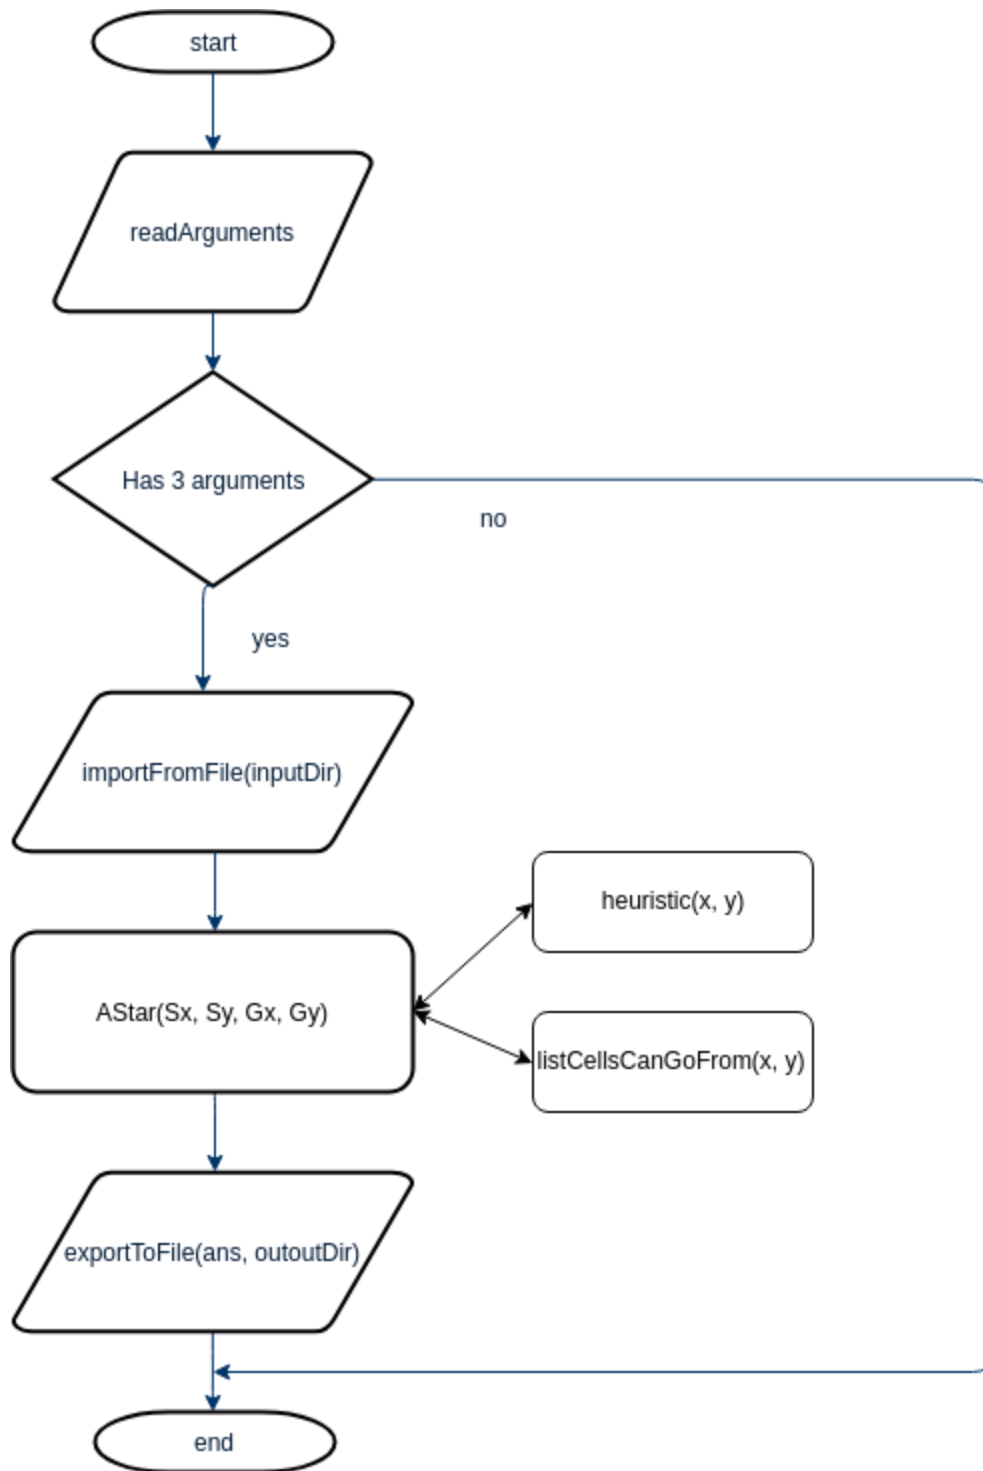 start
readArguments
Has 3 arguments
no
yes
importFromFile(inputDir)
heuristic(x, y)
AStar(Sx, Sy, Gx, Gy)
listCellsCanGoFrom(x, y)
exportToFile(ans, outoutDir)
end